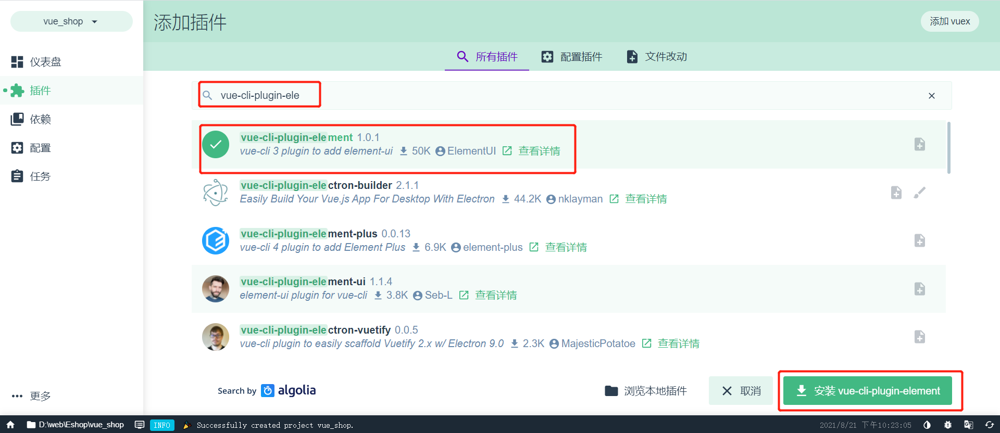 vue_shop
添加插件
添加 vuex
仪表盘
插件
依赖
配置
任务
更多
所有插件
配置插件
文件改动
vue-cli-plugin-ele
vue-cli-plugin-element 1.0.1
vue-cli 3 plugin to add element-ui 50K ElementUI 查看详情
vue-cli-plugin-electron-builder 2.1.1
Easily Build Your Vue.js App For Desktop With Electron 44.2K nklayman 查看详情
vue-cli-plugin-element-plus 0.0.13
vue-cli 4 plugin to add Element Plus 6.9K element-plus 查看详情
vue-cli-plugin-element-ui 1.1.4
element-ui plugin for vue-cli 3.8K Seb-L 查看详情
vue-cli-plugin-electron-vuetify 0.0.5
vue-cli plugin to easily scaffold Vuetify 2.x w/ Electron 9.0 2.3K MajesticPotatoe 查看详情
Search by algolia
浏览本地插件
取消
安装 vue-cli-plugin-element
D:\web\Eshop\vue_shop
INFO
Successfully created project vue_shop.
2021/8/21 下午10:23:05